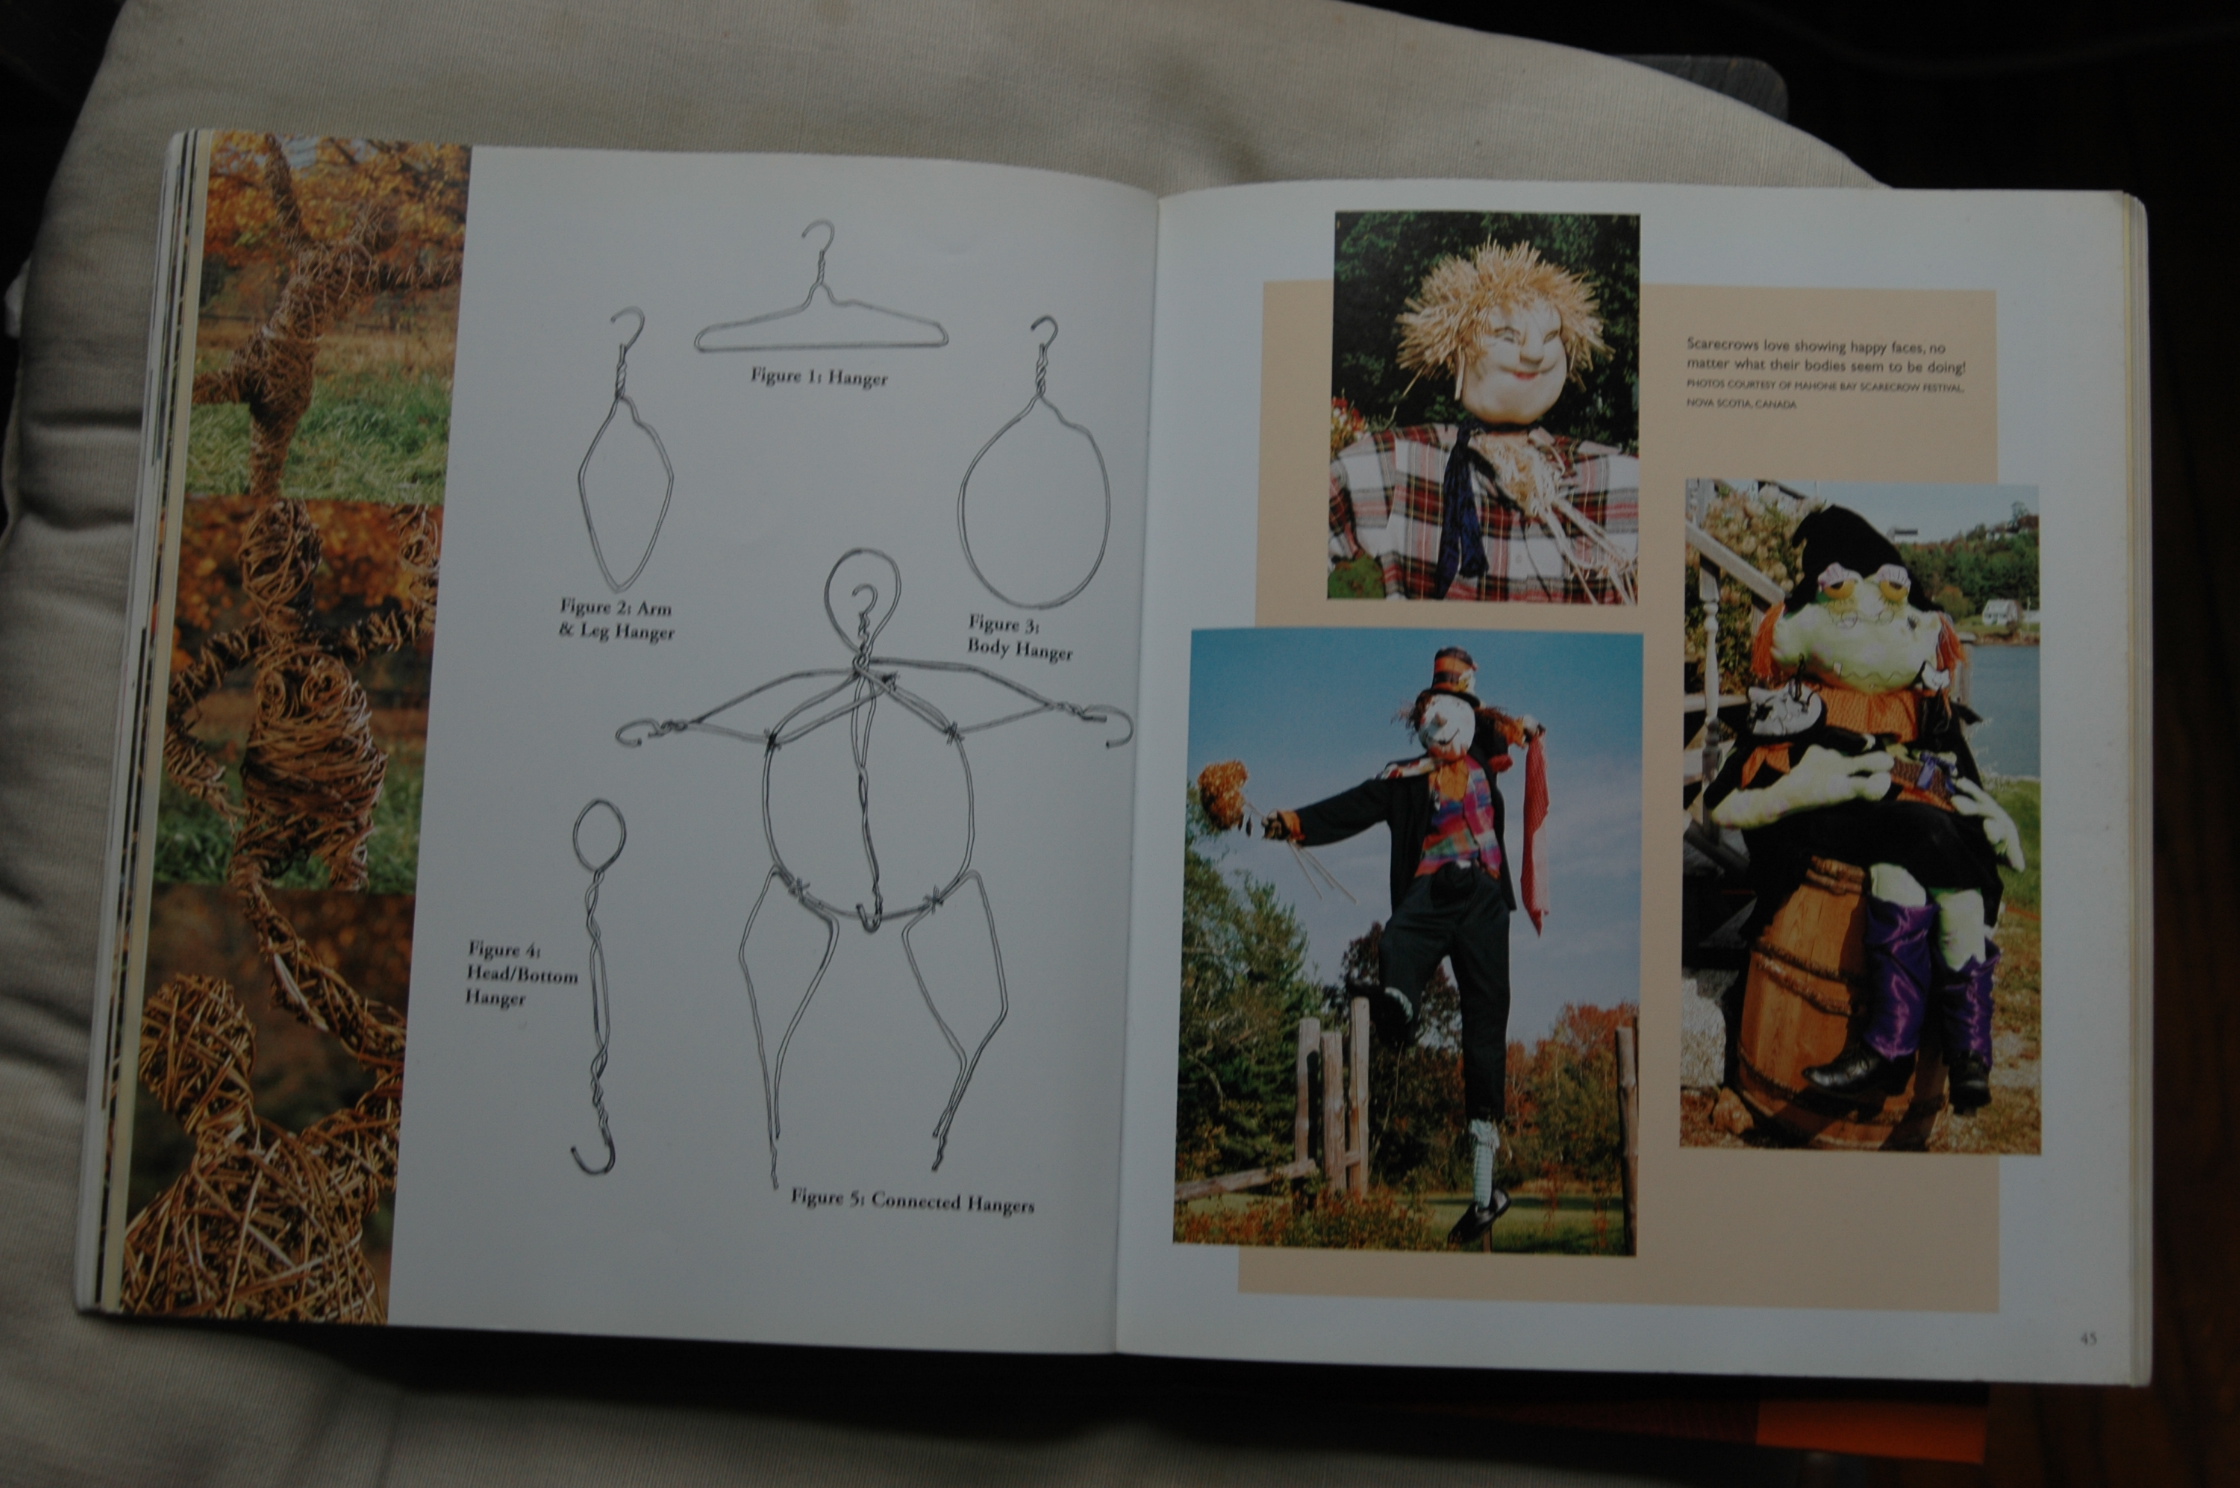 Figure 1: Hanger
Figure 2: Arm
& Leg Hanger
Figure 3:
Body Hanger
Figure 4:
Head/Bottom
Hanger
Figure 5: Connected Hangers
Scarecrows love showing happy faces, no
matter what their bodies seem to be doing!
PHOTOS COURTESY OF MAHONE BAY SCARECROW FESTIVAL,
NOVA SCOTIA, CANADA
45